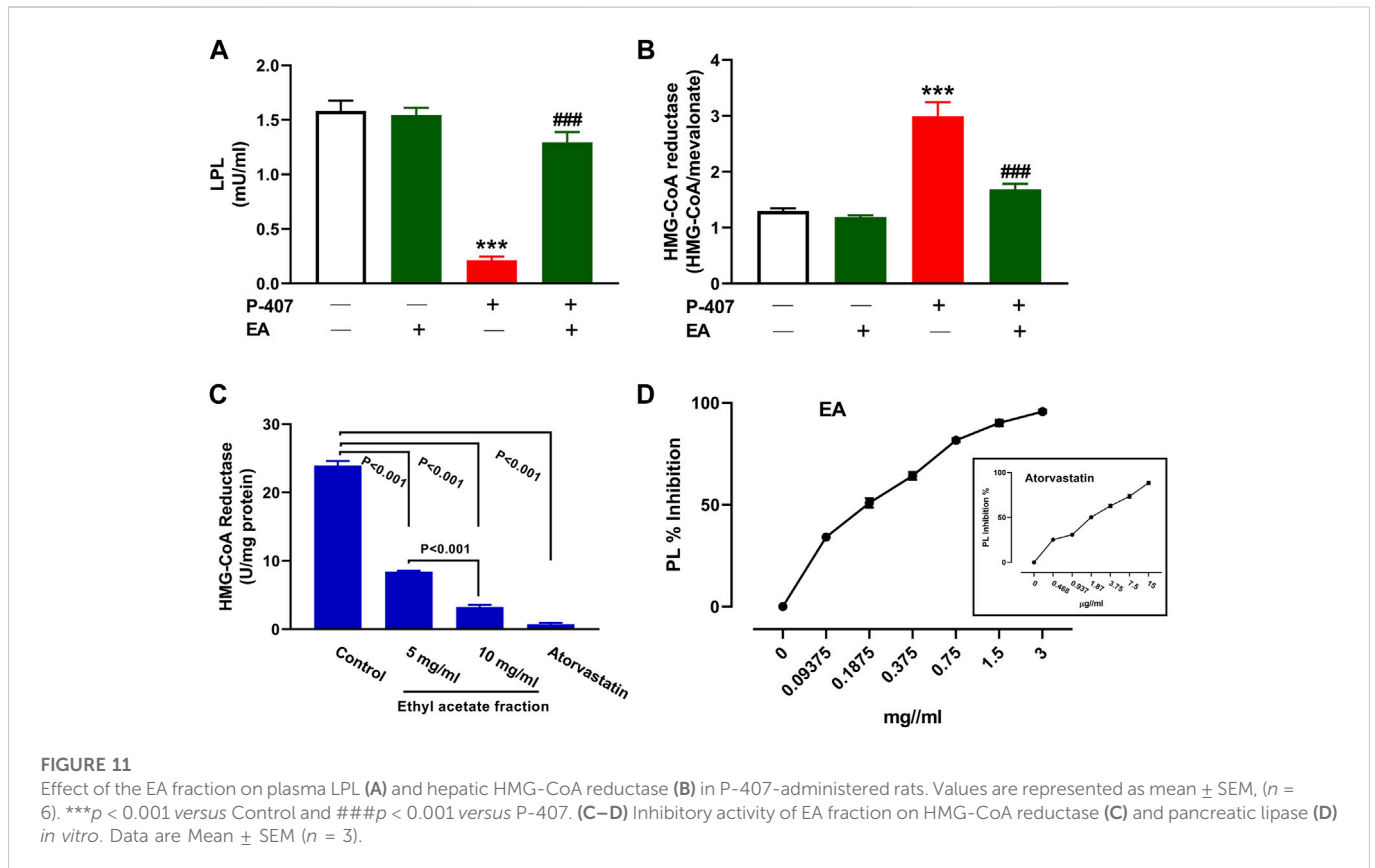 A
LPL
(mU/ml)
2.0
1.5
1.0
0.5
0.0
***
###
P-407 — — + +
EA — + — +
B
HMG-CoA reductase
(HMG-CoA/mevalonate)
4
3
2
1
0
***
###
P-407 — — + +
EA — + — +
C
HMG-CoA Reductase
(U/mg protein)
30
20
10
0
P<0.001
P<0.001
P<0.001
P<0.001
Control
5 mg/ml
10 mg/ml
Atorvastatin
Ethyl acetate fraction
D
EA
PL % Inhibition
100
50
0
0
0.09375
0.1875
0.375
0.75
1.5
3
mg//ml
Atorvastatin
PL Inhibition %
100
50
0
0
0.468
0.937
1.87
3.75
7.5
15
µg//ml
FIGURE 11
Effect of the EA fraction on plasma LPL (A) and hepatic HMG-CoA reductase (B) in P-407-administered rats. Values are represented as mean ± SEM, (n =
6). ***p < 0.001 versus Control and ###p < 0.001 versus P-407. (C–D) Inhibitory activity of EA fraction on HMG-CoA reductase (C) and pancreatic lipase (D)
in vitro. Data are Mean ± SEM (n = 3).